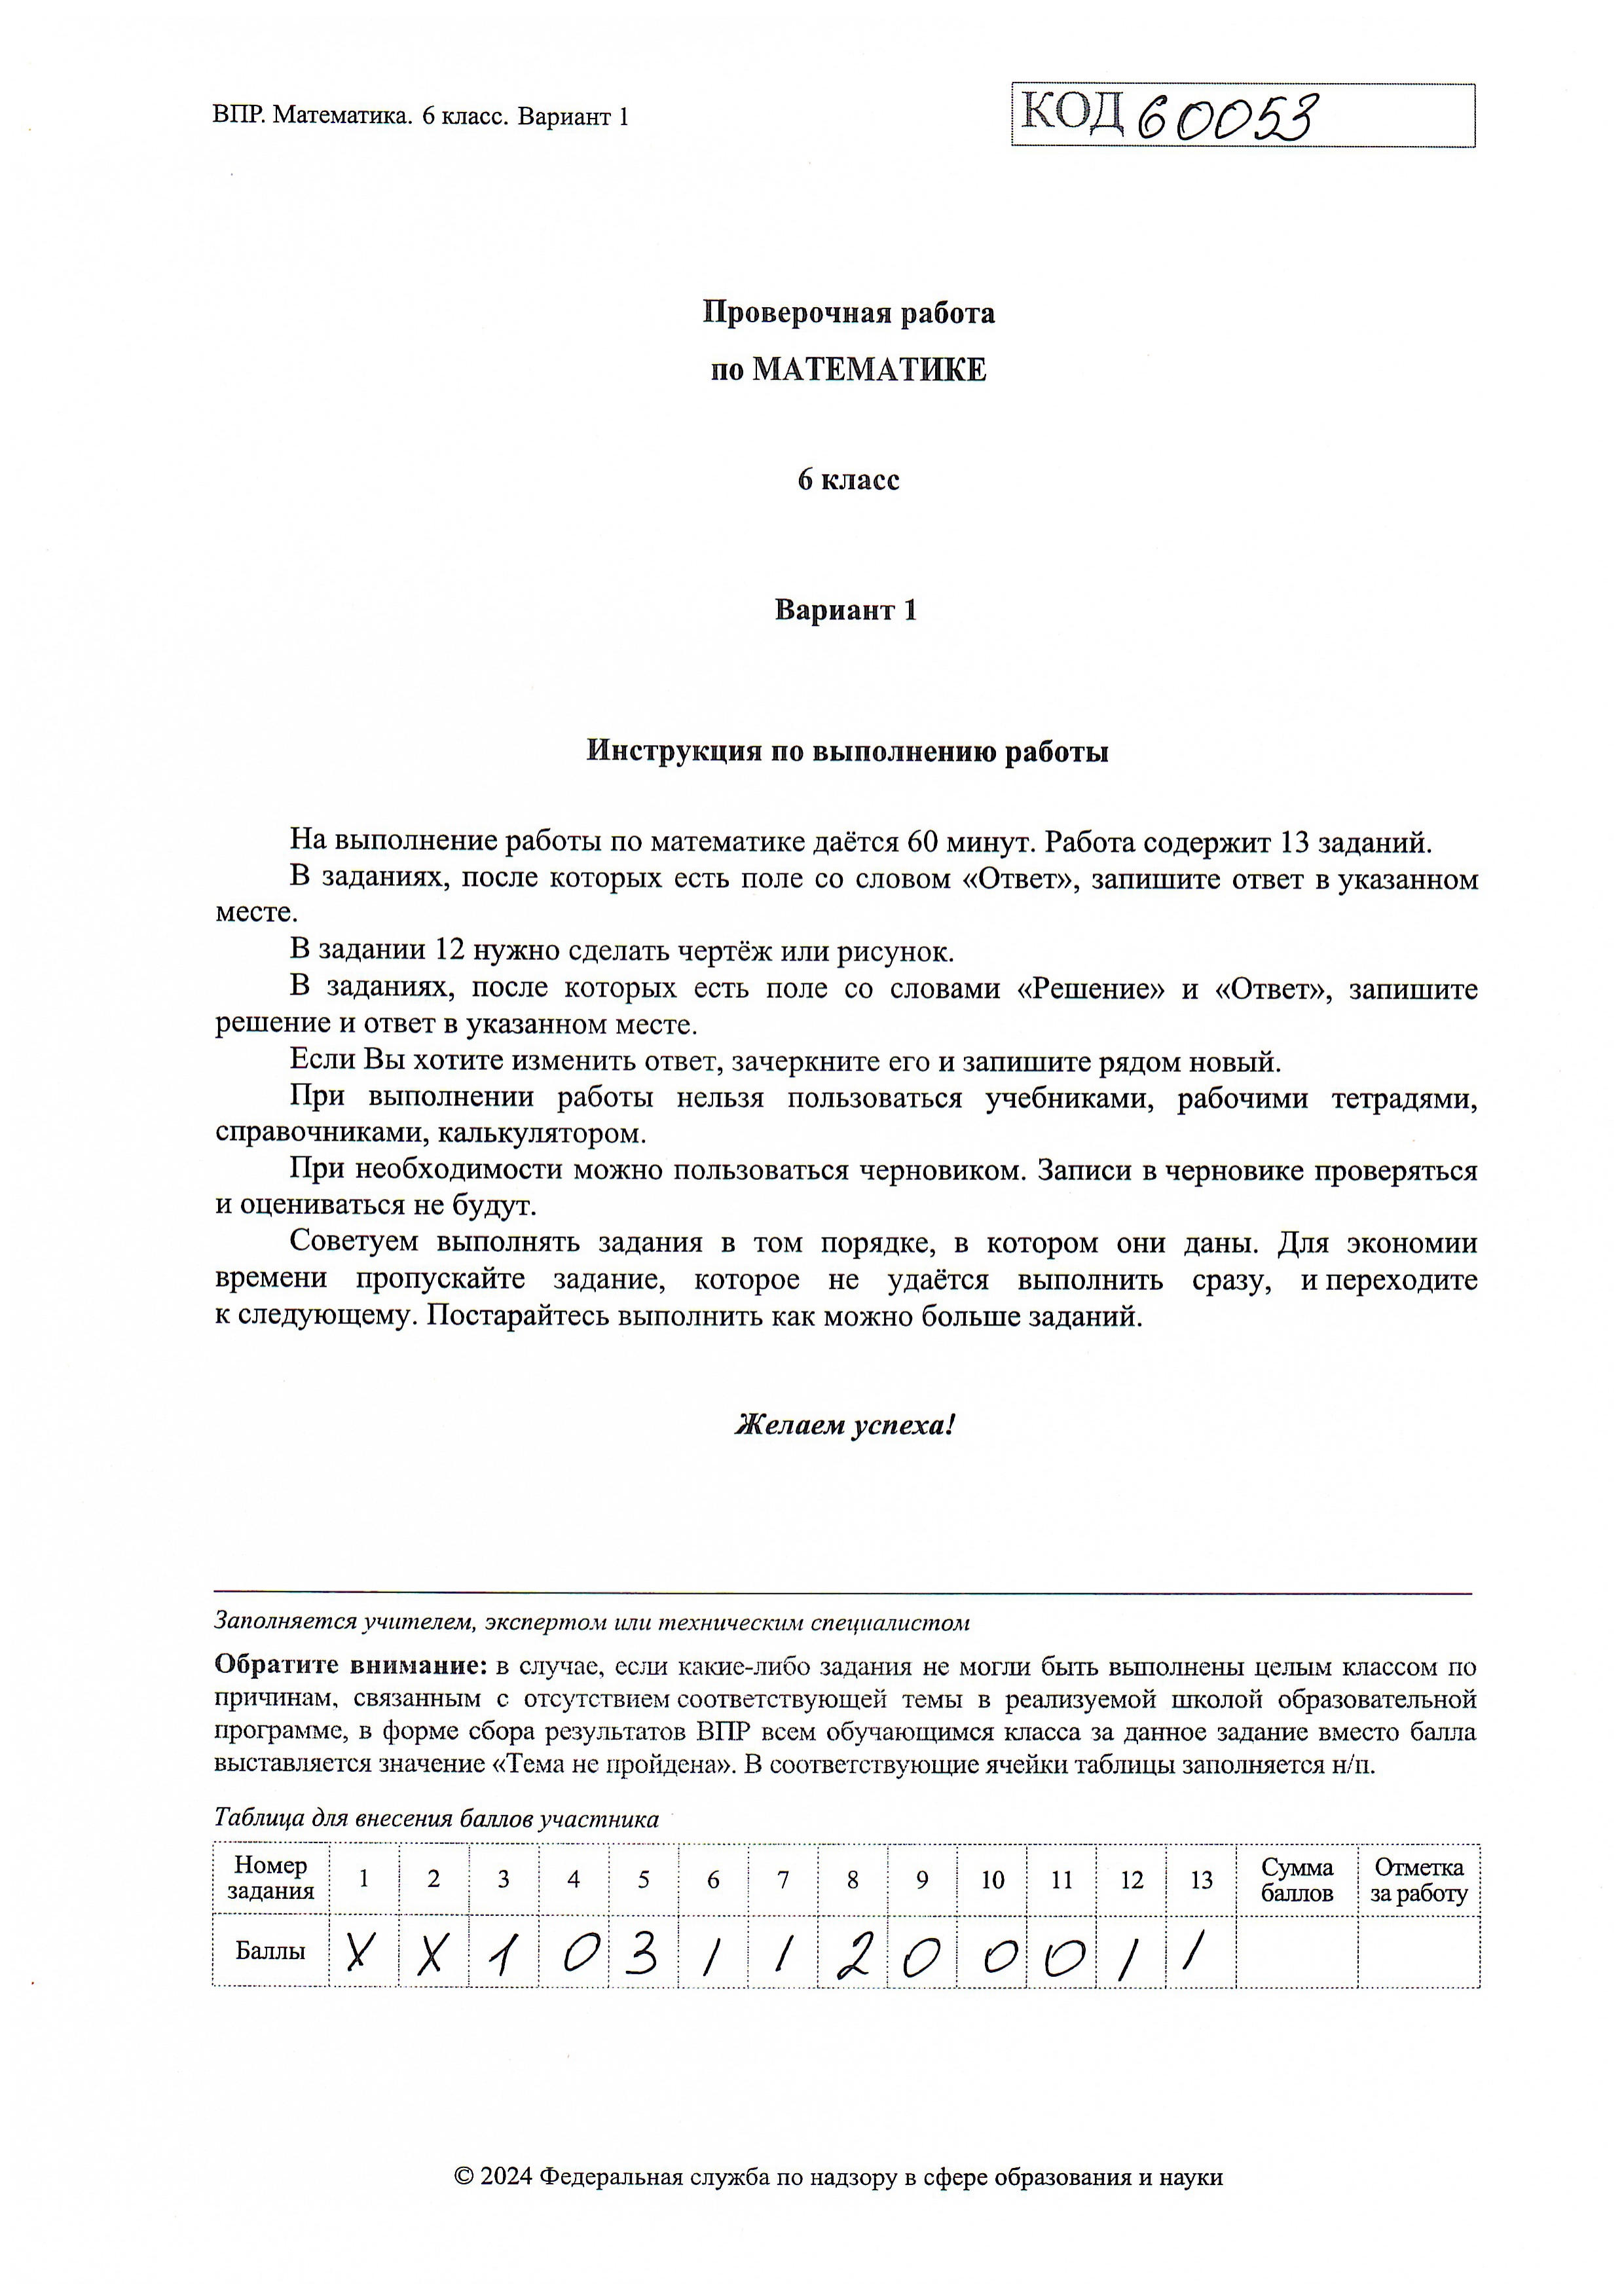 ВПР. Математика. 6 класс. Вариант 1
КОД 60053
Проверочная работа
по МАТЕМАТИКЕ
6 класс
Вариант 1
Инструкция по выполнению работы
На выполнение работы по математике даётся 60 минут. Работа содержит 13 заданий.
В заданиях, после которых есть поле со словом «Ответ», запишите ответ в указанном
месте.
В задании 12 нужно сделать чертёж или рисунок.
В заданиях, после которых есть поле со словами «Решение» и «Ответ», запишите
решение и ответ в указанном месте.
Если Вы хотите изменить ответ, зачеркните его и запишите рядом новый.
При выполнении работы нельзя пользоваться учебниками, рабочими тетрадями,
справочниками, калькулятором.
При необходимости можно пользоваться черновиком. Записи в черновике проверяться
и оцениваться не будут.
Советуем выполнять задания в том порядке, в котором они даны. Для экономии
времени пропускайте задание, которое не удаётся выполнить сразу, и переходите
к следующему. Постарайтесь выполнить как можно больше заданий.
Желаем успеха!
Заполняется учителем, экспертом или техническим специалистом
Обратите внимание: в случае, если какие-либо задания не могли быть выполнены целым классом по
причинам, связанным с отсутствием соответствующей темы в реализуемой школой образовательной
программе, в форме сбора результатов ВПР всем обучающимся класса за данное задание вместо балла
выставляется значение «Тема не пройдена». В соответствующие ячейки таблицы заполняется н/п.
Таблица для внесения баллов участника
Номер задания 1 2 3 4 5 6 7 8 9 10 11 12 13 Сумма баллов Отметка за работу
Баллы X X 1 0 3 1 1 2 0 0 0 1 1
© 2024 Федеральная служба по надзору в сфере образования и науки